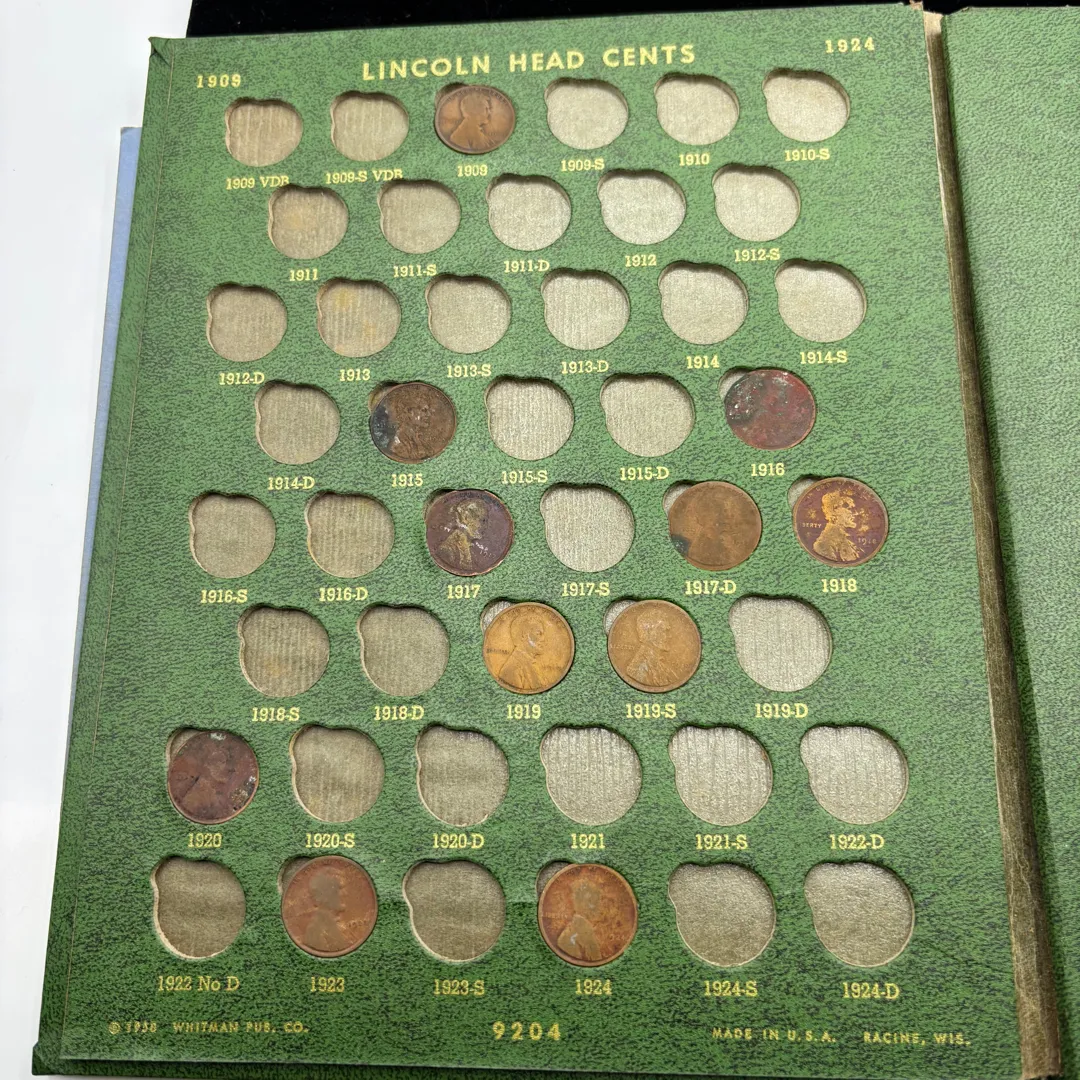 LINCOLN HEAD CENTS
1909 1924
1909 VDB 1909-S VDB 1909 1909-S 1910 1910-S
1911 1911-S 1911-D 1912 1912-S
1912-D 1913 1913-S 1913-D 1914 1914-S
1914-D 1915 1915-S 1915-D 1916
1916-S 1916-D 1917 1917-S 1917-D 1918
1918-S 1918-D 1919 1919-S 1919-D
1920 1920-S 1920-D 1921 1921-S 1922-D
1922 No D 1923 1923-S 1924 1924-S 1924-D
© 1958 WHITMAN PUB. CO. 9204 MADE IN U.S.A. RACINE, WIS.